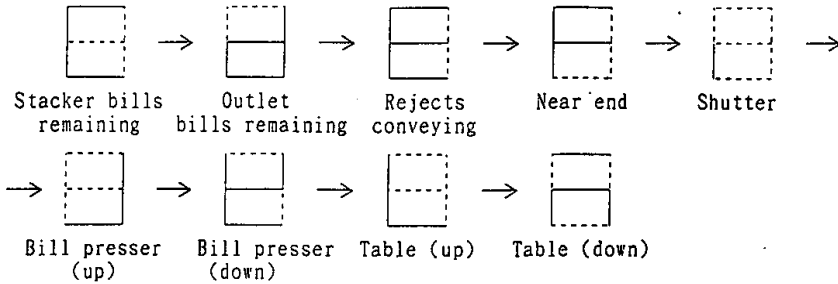 Stacker bills remaining
Outlet bills remaining
Rejects conveying
Near end
Shutter
Bill presser (up)
Bill presser (down)
Table (up)
Table (down)